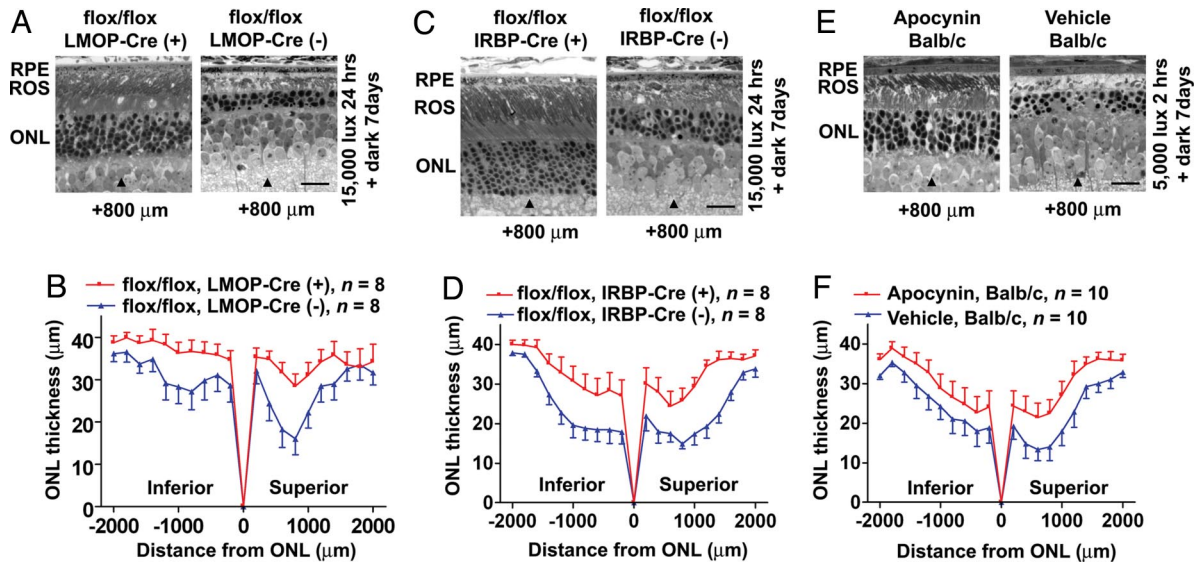 A
flox/flox
LMOP-Cre (+)
flox/flox
LMOP-Cre (-)
RPE
ROS
ONL
15,000 lux 24 hrs
+ dark 7days
+800 μm
+800 μm
C
flox/flox
IRBP-Cre (+)
flox/flox
IRBP-Cre (-)
RPE
ROS
ONL
15,000 lux 24 hrs
+ dark 7days
+800 μm
+800 μm
E
Apocynin
Balb/c
Vehicle
Balb/c
RPE
ROS
ONL
5,000 lux 2 hrs
+ dark 7days
+800 μm
+800 μm
B
flox/flox, LMOP-Cre (+), n = 8
flox/flox, LMOP-Cre (-), n = 8
ONL thickness (μm)
40
30
20
10
0
Inferior
Superior
-2000
-1000
0
1000
2000
Distance from ONL (μm)
D
flox/flox, IRBP-Cre (+), n = 8
flox/flox, IRBP-Cre (-), n = 8
ONL thickness (μm)
40
30
20
10
0
Inferior
Superior
-2000
-1000
0
1000
2000
Distance from ONL (μm)
F
Apocynin, Balb/c, n = 10
Vehicle, Balb/c, n = 10
ONL thickness (μm)
40
30
20
10
0
Inferior
Superior
-2000
-1000
0
1000
2000
Distance from ONL (μm)